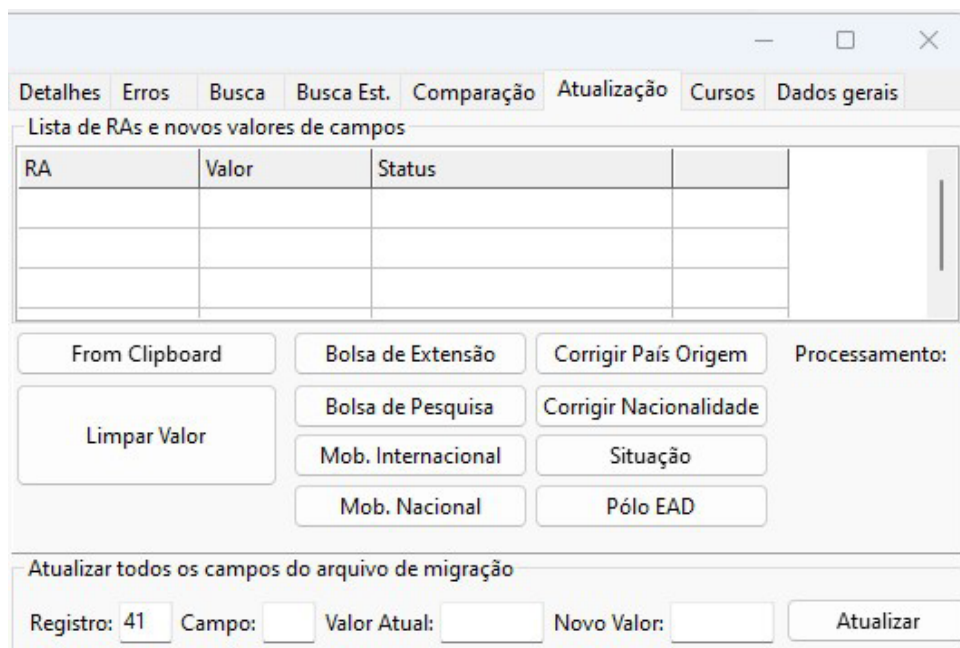 Detalhes Erros Busca Busca Est. Comparação Atualização Cursos Dados gerais
Lista de RAs e novos valores de campos
RA Valor Status
From Clipboard Bolsa de Extensão Corrigir País Origem Processamento:
Limpar Valor Bolsa de Pesquisa Corrigir Nacionalidade
Mob. Internacional Situação
Mob. Nacional Pólo EAD
Atualizar todos os campos do arquivo de migração
Registro: 41 Campo: Valor Atual: Novo Valor: Atualizar